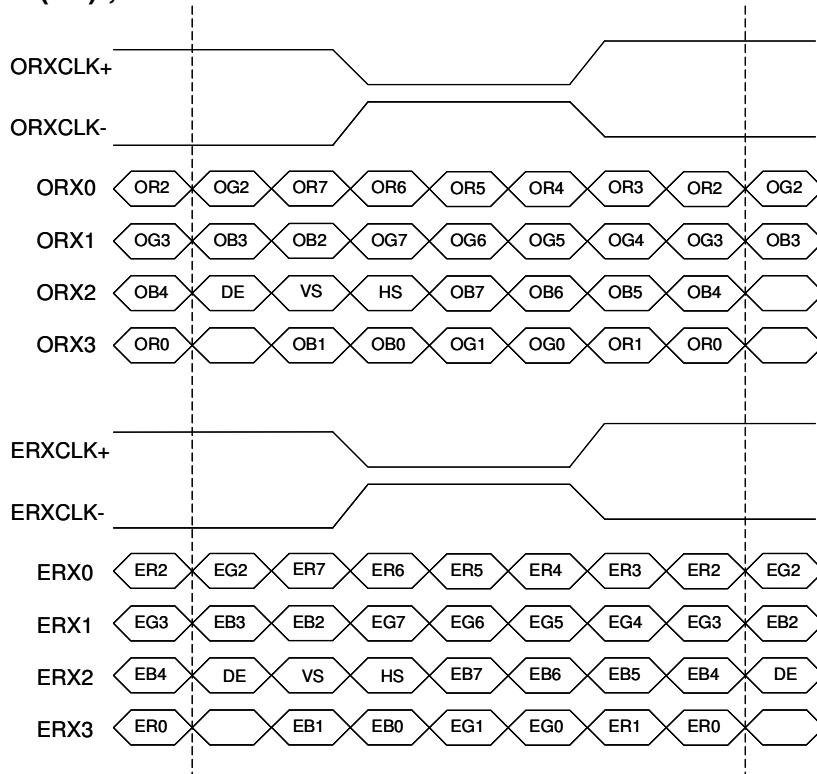 ORXCLK+
ORXCLK-
ORX0 OR2 OG2 OR7 OR6 OR5 OR4 OR3 OR2 OG2
ORX1 OG3 OB3 OB2 OG7 OG6 OG5 OG4 OG3 OB3
ORX2 OB4 DE VS HS OB7 OB6 OB5 OB4
ORX3 OR0 OB1 OB0 OG1 OG0 OR1 OR0
ERXCLK+
ERXCLK-
ERX0 ER2 EG2 ER7 ER6 ER5 ER4 ER3 ER2 EG2
ERX1 EG3 EB3 EB2 EG7 EG6 EG5 EG4 EG3 EB2
ERX2 EB4 DE VS HS EB7 EB6 EB5 EB4 DE
ERX3 ER0 EB1 EB0 EG1 EG0 ER1 ER0